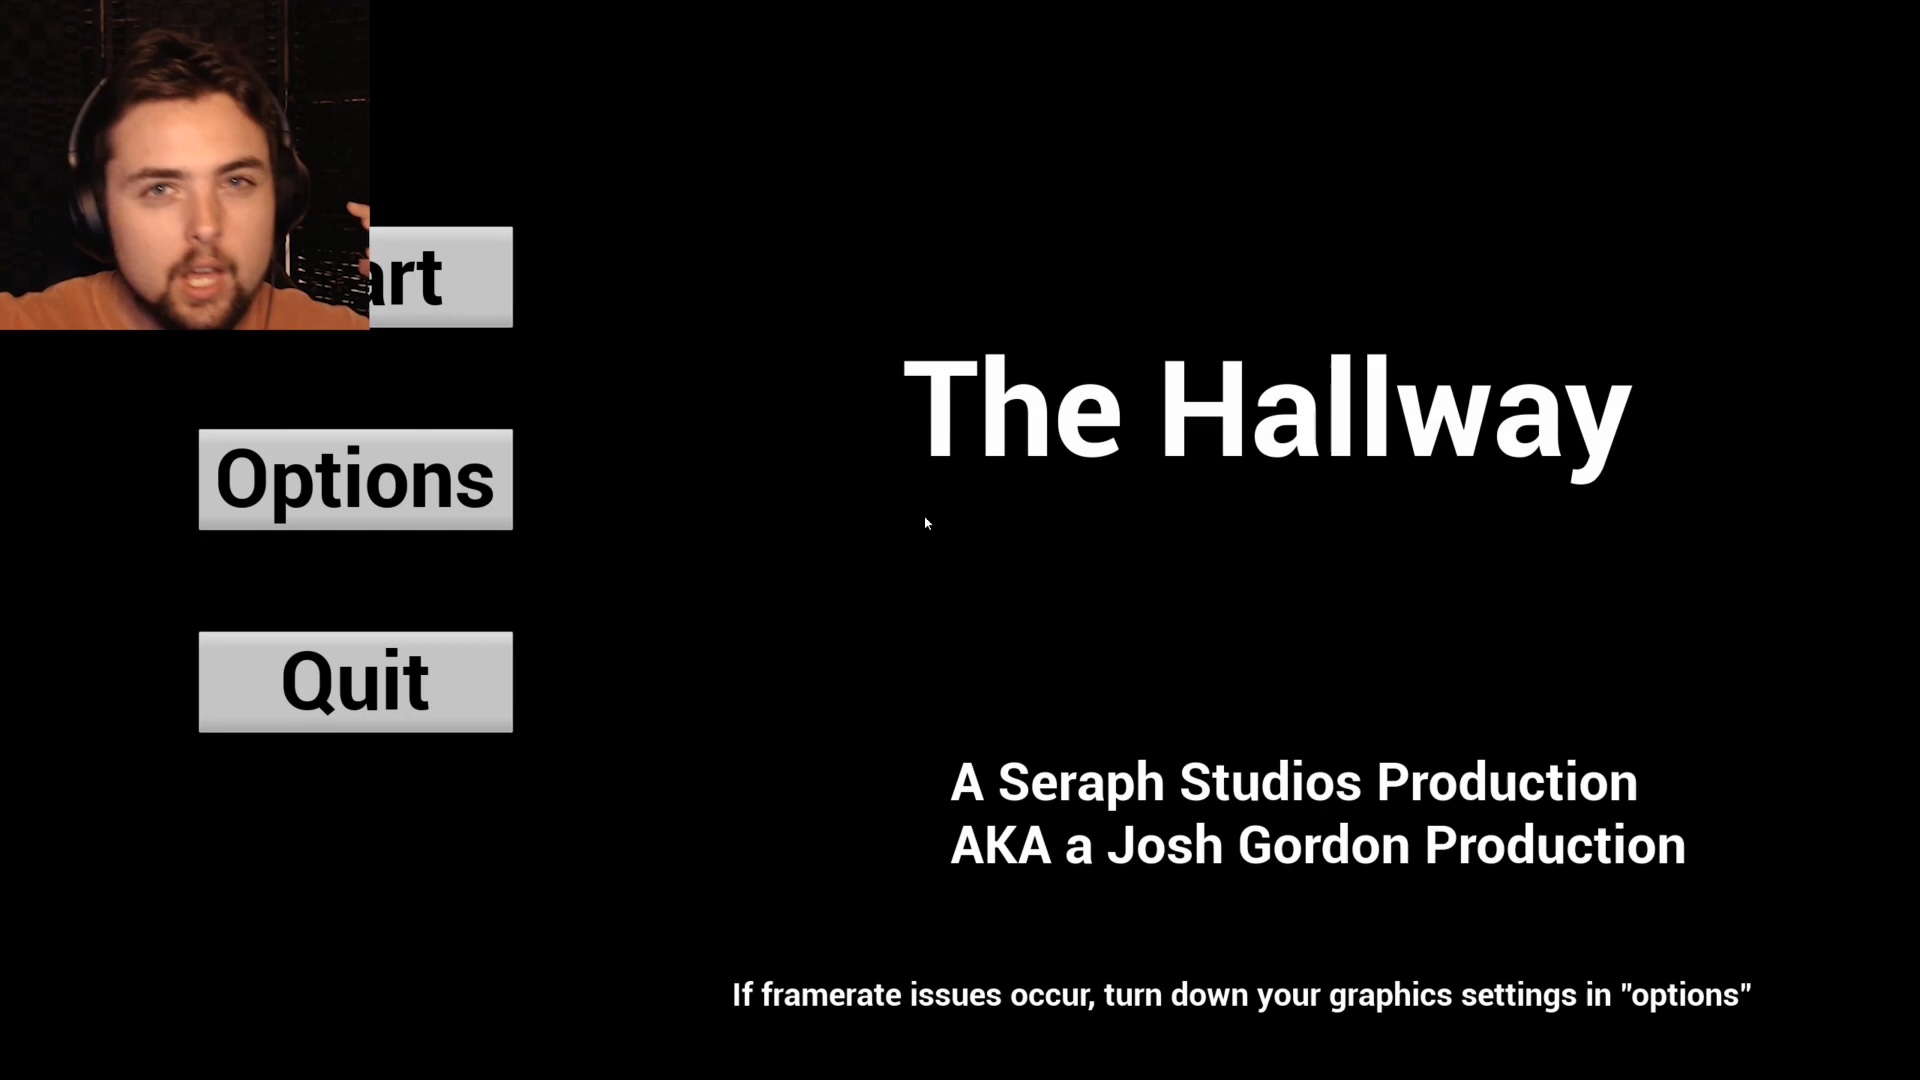 art
Options
Quit
The Hallway
A Seraph Studios Production
AKA a Josh Gordon Production
If framerate issues occur, turn down your graphics settings in "options"